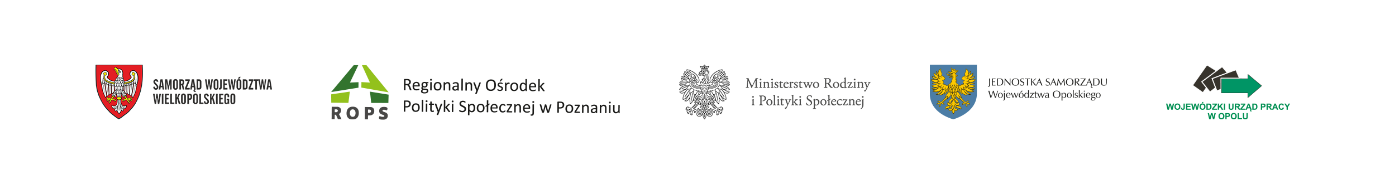 SAMORZĄD WOJEWÓDZTWA
WIELKOPOLSKIEGO
ROPS
Regionalny Ośrodek
Polityki Społecznej w Poznaniu
Ministerstwo Rodziny
i Polityki Społecznej
JEDNOSTKA SAMORZĄDU
Województwa Opolskiego
WOJEWÓDZKI URZĄD PRACY
W OPOLU